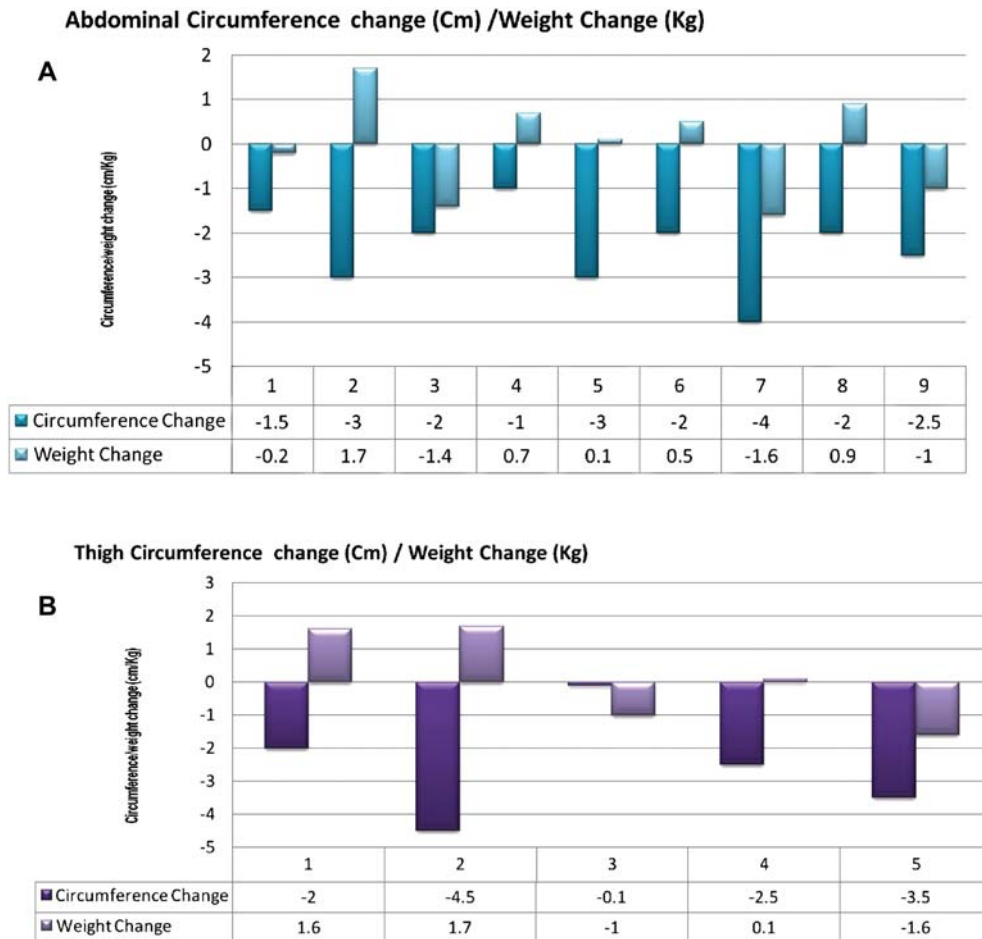 Abdominal Circumference change (Cm) /Weight Change (Kg)
A
Circumference/weight change (cm/Kg)
2
1
0
-1
-2
-3
-4
-5
1 2 3 4 5 6 7 8 9
Circumference Change -1.5 -3 -2 -1 -3 -2 -4 -2 -2.5
Weight Change -0.2 1.7 -1.4 0.7 0.1 0.5 -1.6 0.9 -1
Thigh Circumference change (Cm) / Weight Change (Kg)
B
Circumference/weight change (cm/Kg)
3
2
1
0
-1
-2
-3
-4
-5
1 2 3 4 5
Circumference Change -2 -4.5 -0.1 -2.5 -3.5
Weight Change 1.6 1.7 -1 0.1 -1.6